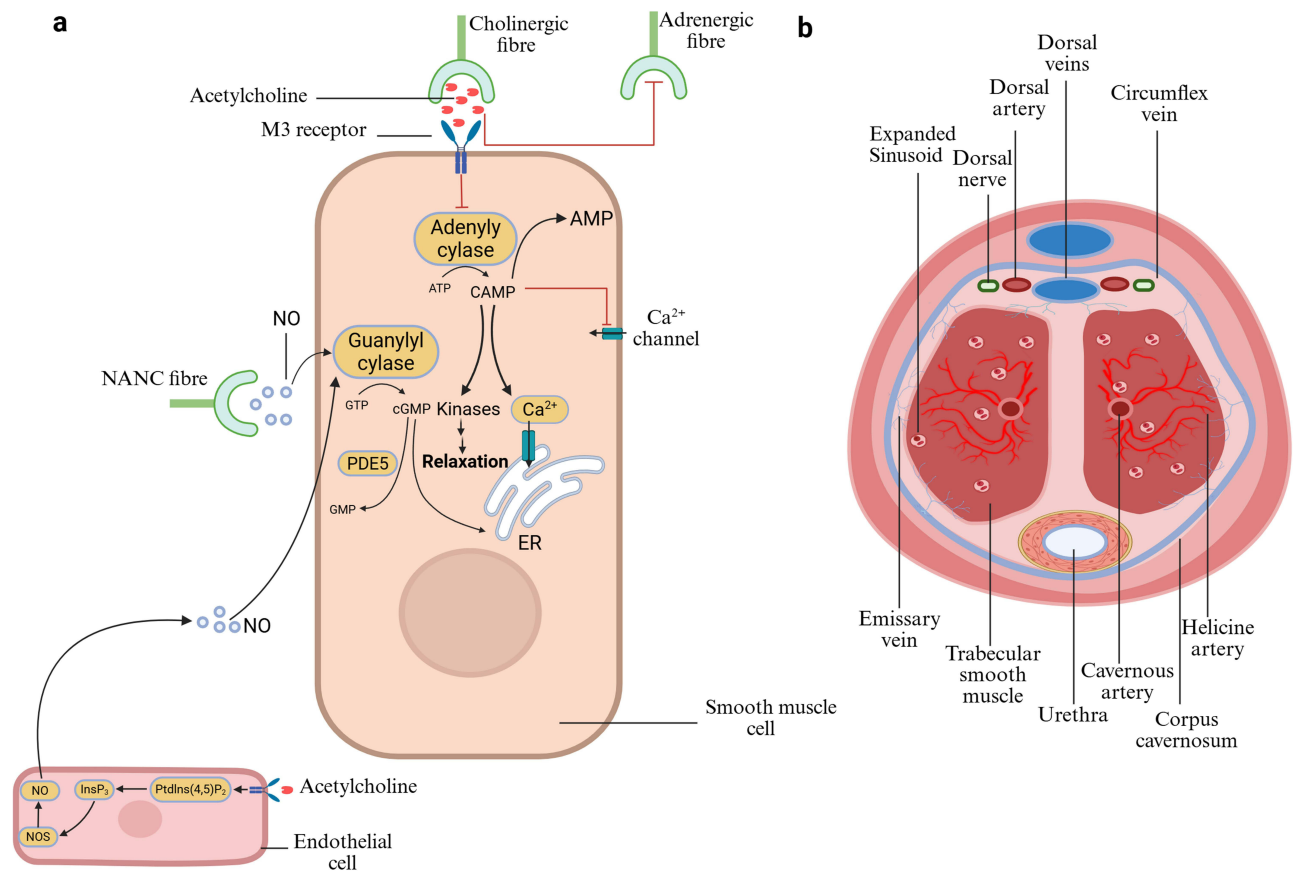 a
Cholinergic
fibre
Adrenergic
fibre
Acetylcholine
M3 receptor
Adenyly
cylase
AMP
ATP
CAMP
Ca²⁺
channel
NO
Guanylyl
cylase
NANC fibre
GTP
cGMP
Kinases
Ca²⁺
PDE5
Relaxation
GMP
ER
NO
Smooth muscle
cell
NO
InsP₃
PtdIns(4,5)P₂
Acetylcholine
NOS
Endothelial
cell
b
Dorsal
veins
Dorsal
artery
Circumflex
vein
Expanded
Sinusoid
Dorsal
nerve
Emissary
vein
Trabecular
smooth
muscle
Urethra
Cavernous
artery
Corpus
cavernosum
Helicine
artery